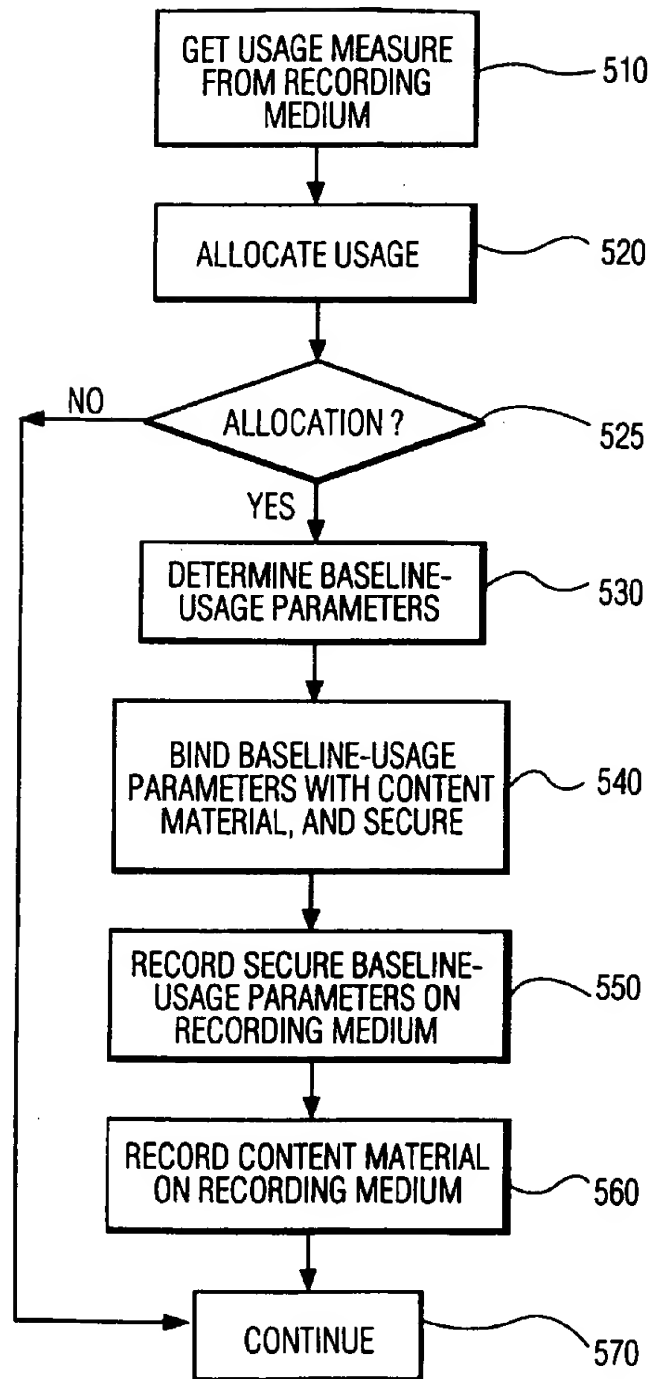 GET USAGE MEASURE
FROM RECORDING
MEDIUM
510
ALLOCATE USAGE
520
NO
ALLOCATION ?
525
YES
DETERMINE BASELINE-
USAGE PARAMETERS
530
BIND BASELINE-USAGE
PARAMETERS WITH CONTENT
MATERIAL, AND SECURE
540
RECORD SECURE BASELINE-
USAGE PARAMETERS ON
RECORDING MEDIUM
550
RECORD CONTENT MATERIAL
ON RECORDING MEDIUM
560
CONTINUE
570